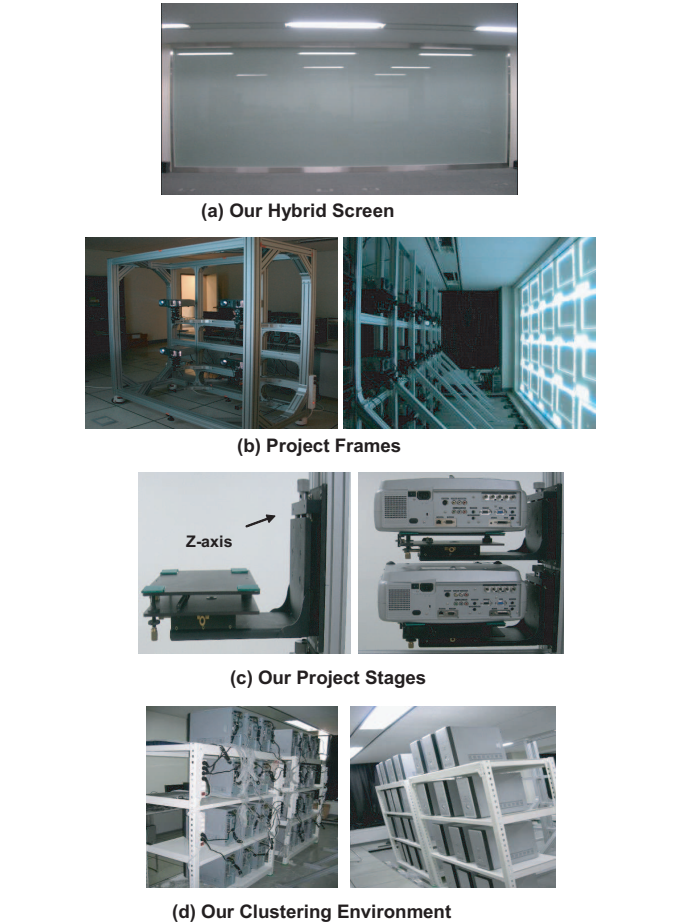 (a) Our Hybrid Screen
(b) Project Frames
Z-axis
(c) Our Project Stages
(d) Our Clustering Environment